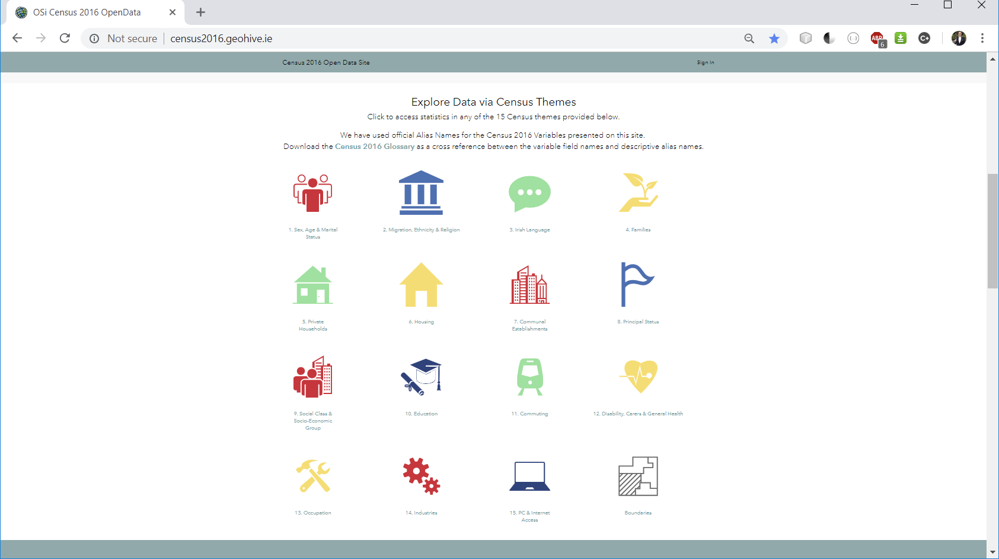 OSi Census 2016 OpenData
Not secure census2016.geohive.ie
ABP
6
C+
Census 2016 Open Data Site
Sign In
Explore Data via Census Themes
Click to access statistics in any of the 15 Census themes provided below.
We have used official Alias Names for the Census 2016 Variables presented on this site.
Download the Census 2016 Glossary as a cross reference between the variable field names and descriptive alias names.
1. Sex, Age & Marital
Status
2. Migration, Ethnicity & Religion
3. Irish Language
4. Families
5. Private
Households
6. Housing
7. Communal
Establishments
8. Principal Status
9. Social Class &
Socio-Economic
Group
10. Education
11. Commuting
12. Disability, Carers & General Health
13. Occupation
14. Industries
15. PC & Internet
Access
Boundaries